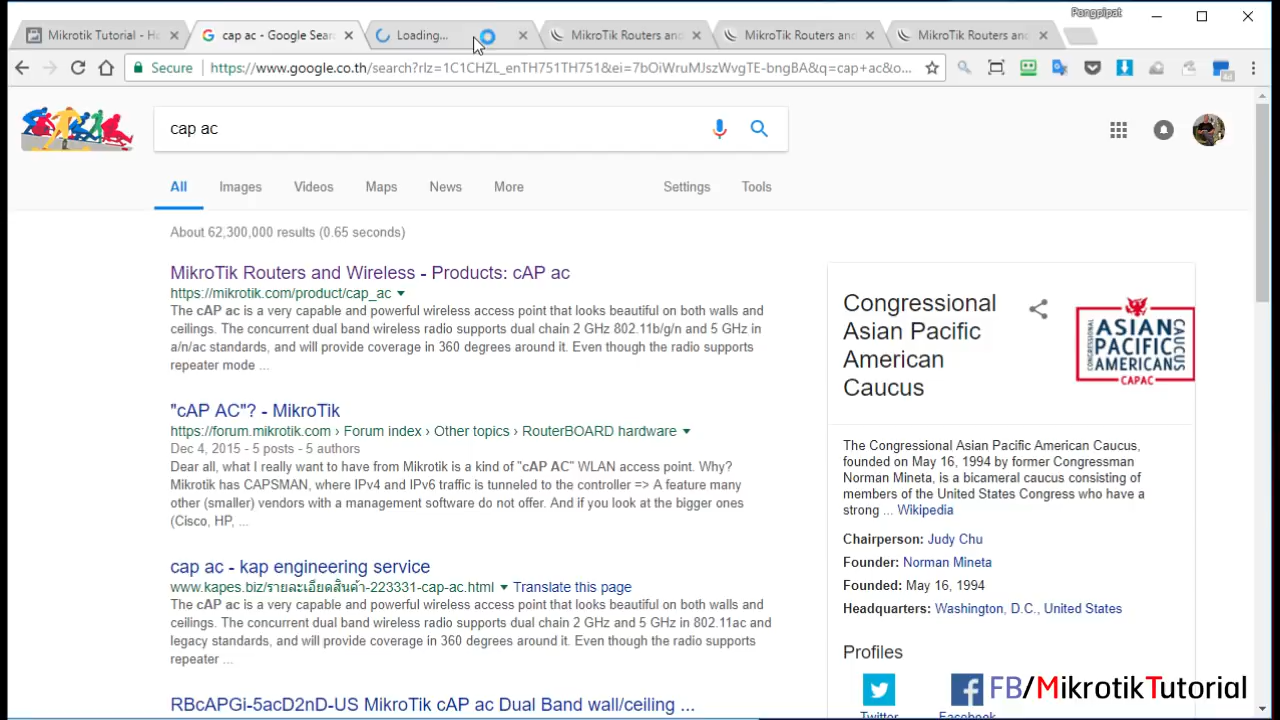 Pongpipat
Mikrotik Tutorial - Ho
cap ac - Google Sear
Loading...
MikroTik Routers and
MikroTik Routers and
MikroTik Routers and
Secure
https://www.google.co.th/search?rlz=1C1CHZL_enTH751TH751&ei=7bOiWruMJszWvgTE-bngBA&q=cap+ac&o...
cap ac
All Images Videos Maps News More Settings Tools
About 62,300,000 results (0.65 seconds)
MikroTik Routers and Wireless - Products: cAP ac
https://mikrotik.com/product/cap_ac
The cAP ac is a very capable and powerful wireless access point that looks beautiful on both walls and
ceilings. The concurrent dual band wireless radio supports dual chain 2 GHz 802.11b/g/n and 5 GHz in
a/n/ac standards, and will provide coverage in 360 degrees around it. Even though the radio supports
repeater mode ...
"cAP AC"? - MikroTik
https://forum.mikrotik.com › Forum index › Other topics › RouterBOARD hardware
Dec 4, 2015 - 5 posts - 5 authors
Dear all, what I really want to have from Mikrotik is a kind of "cAP AC" WLAN access point. Why?
Mikrotik has CAPSMAN, where IPv4 and IPv6 traffic is tunneled to the controller => A feature many
other (smaller) vendors with a management software do not offer. And if you look at the bigger ones
(Cisco, HP, ...
cap ac - kap engineering service
www.kapes.biz/รายละเอียดสินค้า-223331-cap-ac.html Translate this page
The cAP ac is a very capable and powerful wireless access point that looks beautiful on both walls and
ceilings. The concurrent dual band wireless radio supports dual chain 2 GHz and 5 GHz in 802.11ac and
legacy standards, and will provide coverage in 360 degrees around it. Even though the radio supports
repeater ...
RBcAPGi-5acD2nD-US MikroTik cAP ac Dual Band wall/ceiling ...
Congressional
Asian Pacific
American
Caucus
ASIAN
PACIFIC
AMERICANS
CAPAC
CONGRESSIONAL
CAUCUS
The Congressional Asian Pacific American Caucus,
founded on May 16, 1994 by former Congressman
Norman Mineta, is a bicameral caucus consisting of
members of the United States Congress who have a
strong ... Wikipedia
Chairperson: Judy Chu
Founder: Norman Mineta
Founded: May 16, 1994
Headquarters: Washington, D.C., United States
Profiles
Twitter
Facebook
FB/MikrotikTutorial